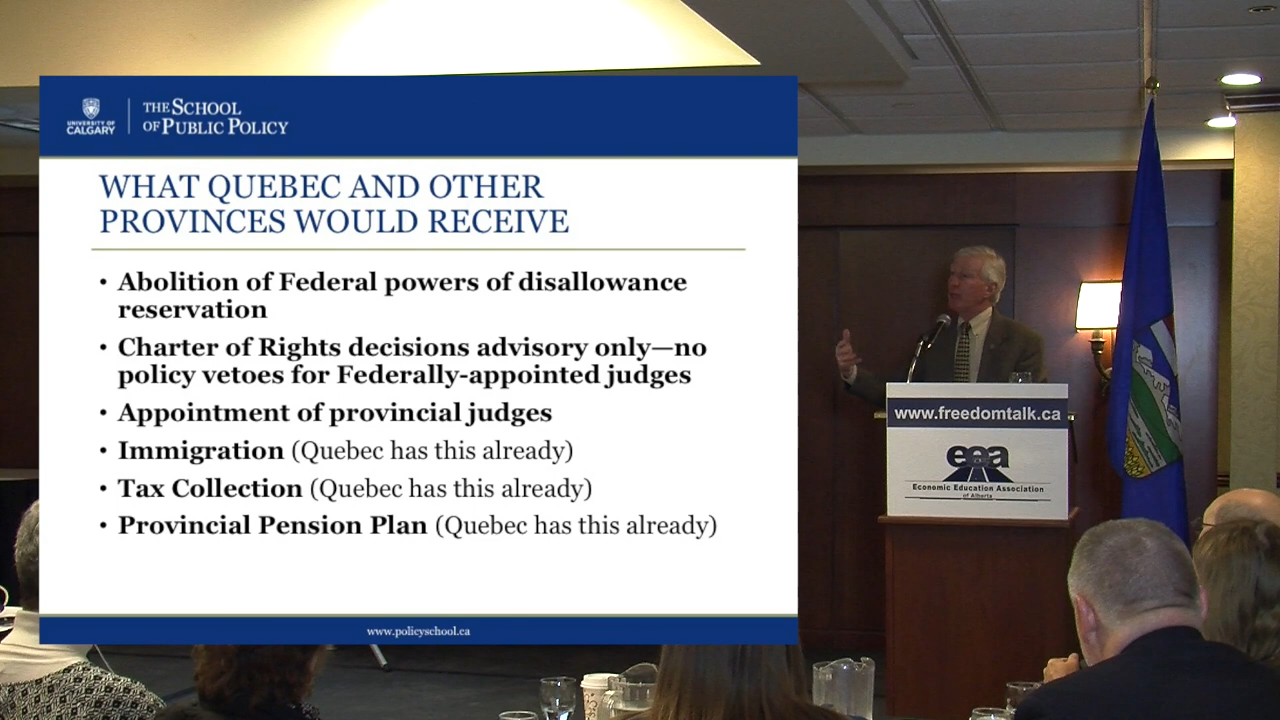 UNIVERSITY OF
CALGARY
THE SCHOOL
OF PUBLIC POLICY
WHAT QUEBEC AND OTHER
PROVINCES WOULD RECEIVE
• Abolition of Federal powers of disallowance
reservation
• Charter of Rights decisions advisory only—no
policy vetoes for Federally-appointed judges
• Appointment of provincial judges
• Immigration (Quebec has this already)
• Tax Collection (Quebec has this already)
• Provincial Pension Plan (Quebec has this already)
www.policyschool.ca
www.freedomtalk.ca
eea
Economic Education Association
of Alberta